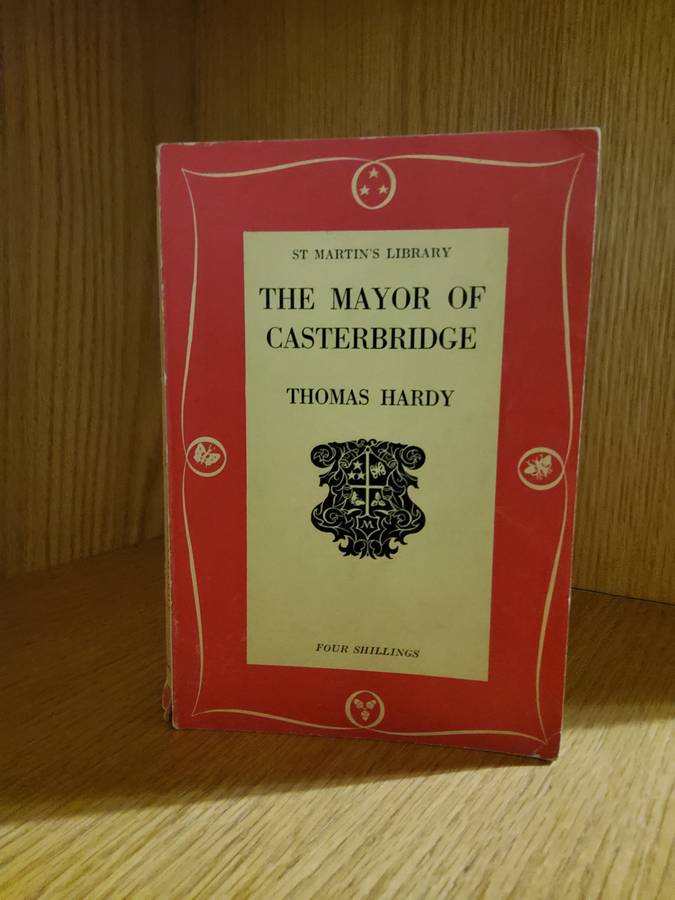 ST MARTIN'S LIBRARY
THE MAYOR OF
CASTERBRIDGE
THOMAS HARDY
M
FOUR SHILLINGS